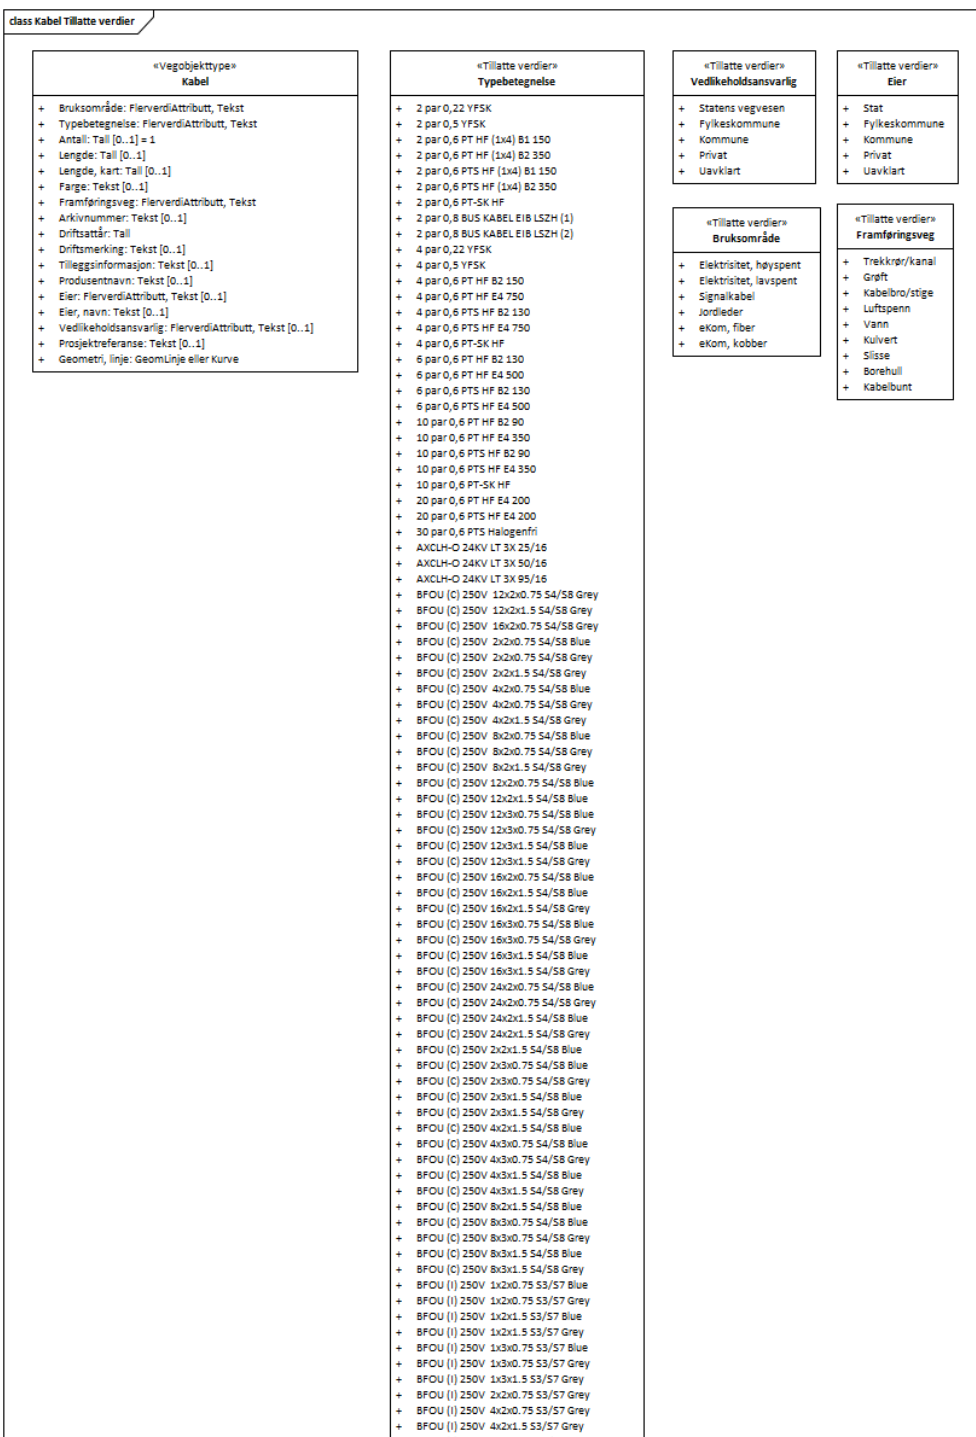 class Kabel Tillatte verdier
«Vegobjekttype»
Kabel
+ Bruksområde: FlerverdiAttributt, Tekst
+ Typebetegnelse: FlerverdiAttributt, Tekst
+ Antall: Tall [0..1] = 1
+ Lengde: Tall [0..1]
+ Lengde, kart: Tall [0..1]
+ Farge: Tekst [0..1]
+ Framføringsveg: FlerverdiAttributt, Tekst
+ Arkivnummer: Tekst [0..1]
+ Driftsattår: Tall
+ Driftsmerking: Tekst [0..1]
+ Tilleggsinformasjon: Tekst [0..1]
+ Produsentnavn: Tekst [0..1]
+ Eier: FlerverdiAttributt, Tekst [0..1]
+ Eier, navn: Tekst [0..1]
+ Vedlikeholdsansvarlig: FlerverdiAttributt, Tekst [0..1]
+ Prosjektreferanse: Tekst [0..1]
+ Geometri, linje: GeomLinje eller Kurve
«Tillatte verdier»
Typebetegnelse
+ 2 par 0,22 YFSK
+ 2 par 0,5 YFSK
+ 2 par 0,6 PT HF (1x4) B1 150
+ 2 par 0,6 PT HF (1x4) B2 350
+ 2 par 0,6 PTS HF (1x4) B1 150
+ 2 par 0,6 PTS HF (1x4) B2 350
+ 2 par 0,6 PT-SK HF
+ 2 par 0,8 BUS KABEL EIB LSZH (1)
+ 2 par 0,8 BUS KABEL EIB LSZH (2)
+ 4 par 0,22 YFSK
+ 4 par 0,5 YFSK
+ 4 par 0,6 PT HF B2 150
+ 4 par 0,6 PT HF E4 750
+ 4 par 0,6 PTS HF B2 130
+ 4 par 0,6 PTS HF E4 750
+ 4 par 0,6 PT-SK HF
+ 6 par 0,6 PT HF B2 130
+ 6 par 0,6 PT HF E4 500
+ 6 par 0,6 PTS HF B2 130
+ 6 par 0,6 PTS HF E4 500
+ 10 par 0,6 PT HF B2 90
+ 10 par 0,6 PT HF E4 350
+ 10 par 0,6 PTS HF B2 90
+ 10 par 0,6 PTS HF E4 350
+ 10 par 0,6 PT-SK HF
+ 20 par 0,6 PT HF E4 200
+ 20 par 0,6 PTS HF E4 200
+ 30 par 0,6 PTS Halogenfri
+ AXCLH-O 24KV LT 3X 25/16
+ AXCLH-O 24KV LT 3X 50/16
+ AXCLH-O 24KV LT 3X 95/16
+ BFOU (C) 250V 12x2x0.75 S4/S8 Grey
+ BFOU (C) 250V 12x2x1.5 S4/S8 Grey
+ BFOU (C) 250V 16x2x0.75 S4/S8 Grey
+ BFOU (C) 250V 2x2x0.75 S4/S8 Blue
+ BFOU (C) 250V 2x2x0.75 S4/S8 Grey
+ BFOU (C) 250V 2x2x1.5 S4/S8 Grey
+ BFOU (C) 250V 4x2x0.75 S4/S8 Blue
+ BFOU (C) 250V 4x2x0.75 S4/S8 Grey
+ BFOU (C) 250V 4x2x1.5 S4/S8 Grey
+ BFOU (C) 250V 8x2x0.75 S4/S8 Blue
+ BFOU (C) 250V 8x2x0.75 S4/S8 Grey
+ BFOU (C) 250V 8x2x1.5 S4/S8 Grey
+ BFOU (C) 250V 12x2x0.75 S4/S8 Blue
+ BFOU (C) 250V 12x2x1.5 S4/S8 Blue
+ BFOU (C) 250V 12x3x0.75 S4/S8 Blue
+ BFOU (C) 250V 12x3x0.75 S4/S8 Grey
+ BFOU (C) 250V 12x3x1.5 S4/S8 Blue
+ BFOU (C) 250V 12x3x1.5 S4/S8 Grey
+ BFOU (C) 250V 16x2x0.75 S4/S8 Blue
+ BFOU (C) 250V 16x2x1.5 S4/S8 Blue
+ BFOU (C) 250V 16x2x1.5 S4/S8 Grey
+ BFOU (C) 250V 16x3x0.75 S4/S8 Blue
+ BFOU (C) 250V 16x3x0.75 S4/S8 Grey
+ BFOU (C) 250V 16x3x1.5 S4/S8 Blue
+ BFOU (C) 250V 16x3x1.5 S4/S8 Grey
+ BFOU (C) 250V 24x2x0.75 S4/S8 Blue
+ BFOU (C) 250V 24x2x0.75 S4/S8 Grey
+ BFOU (C) 250V 24x2x1.5 S4/S8 Blue
+ BFOU (C) 250V 24x2x1.5 S4/S8 Grey
+ BFOU (C) 250V 2x2x1.5 S4/S8 Blue
+ BFOU (C) 250V 2x3x0.75 S4/S8 Blue
+ BFOU (C) 250V 2x3x0.75 S4/S8 Grey
+ BFOU (C) 250V 2x3x1.5 S4/S8 Blue
+ BFOU (C) 250V 2x3x1.5 S4/S8 Grey
+ BFOU (C) 250V 4x2x1.5 S4/S8 Blue
+ BFOU (C) 250V 4x3x0.75 S4/S8 Blue
+ BFOU (C) 250V 4x3x0.75 S4/S8 Grey
+ BFOU (C) 250V 4x3x1.5 S4/S8 Blue
+ BFOU (C) 250V 4x3x1.5 S4/S8 Grey
+ BFOU (C) 250V 8x2x1.5 S4/S8 Blue
+ BFOU (C) 250V 8x3x0.75 S4/S8 Blue
+ BFOU (C) 250V 8x3x0.75 S4/S8 Grey
+ BFOU (C) 250V 8x3x1.5 S4/S8 Blue
+ BFOU (C) 250V 8x3x1.5 S4/S8 Grey
+ BFOU (I) 250V 1x2x0.75 S3/S7 Blue
+ BFOU (I) 250V 1x2x0.75 S3/S7 Grey
+ BFOU (I) 250V 1x2x1.5 S3/S7 Blue
+ BFOU (I) 250V 1x2x1.5 S3/S7 Grey
+ BFOU (I) 250V 1x3x0.75 S3/S7 Blue
+ BFOU (I) 250V 1x3x0.75 S3/S7 Grey
+ BFOU (I) 250V 1x3x1.5 S3/S7 Grey
+ BFOU (I) 250V 2x2x0.75 S3/S7 Grey
+ BFOU (I) 250V 4x2x0.75 S3/S7 Grey
+ BFOU (I) 250V 4x2x1.5 S3/S7 Grey
«Tillatte verdier»
Vedlikeholdsansvarlig
+ Statens vegvesen
+ Fylkeskommune
+ Kommune
+ Privat
+ Uavklart
«Tillatte verdier»
Eier
+ Stat
+ Fylkeskommune
+ Kommune
+ Privat
+ Uavklart
«Tillatte verdier»
Bruksområde
+ Elektrisitet, høyspent
+ Elektrisitet, lavspent
+ Signalkabel
+ Jordleder
+ eKom, fiber
+ eKom, kobber
«Tillatte verdier»
Framføringsveg
+ Trekkrør/kanal
+ Grøft
+ Kabelbro/stige
+ Luftspenn
+ Vann
+ Kulvert
+ Slisse
+ Borehull
+ Kabelbunt